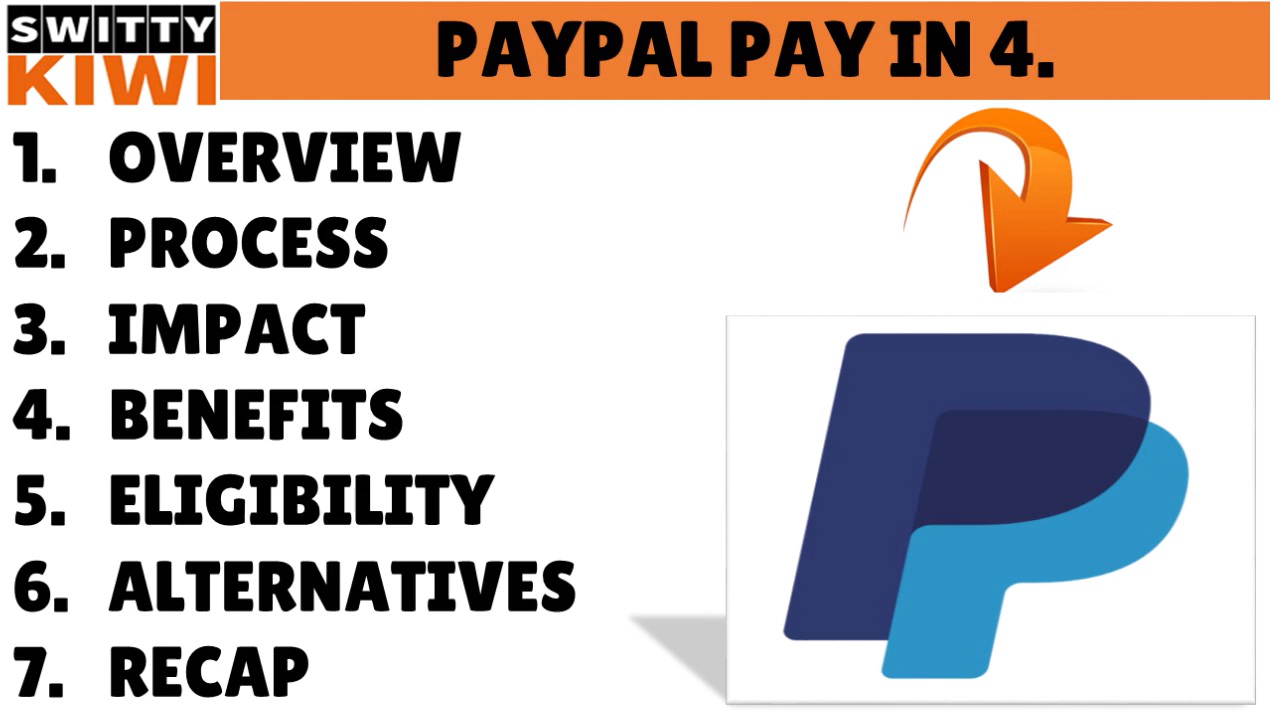 SWITTY
KIWI
PAYPAL PAY IN 4.
1. OVERVIEW
2. PROCESS
3. IMPACT
4. BENEFITS
5. ELIGIBILITY
6. ALTERNATIVES
7. RECAP